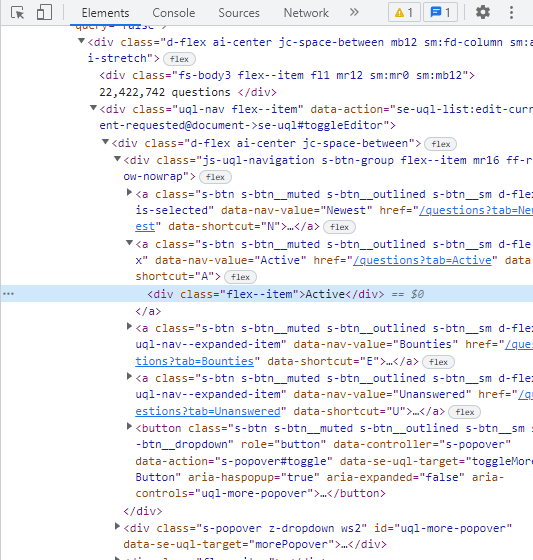 Elements Console Sources Network » 1 1
query="false">
<div class="d-flex ai-center jc-space-between mb12 sm:fd-column sm:a
i-stretch"> flex
<div class="fs-body3 flex--item fl1 mr12 sm:mr0 sm:mb12">
22,422,742 questions </div>
<div class="uql-nav flex--item" data-action="se-uql-list:edit-curr
ent-requested@document->se-uql#toggleEditor">
<div class="d-flex ai-center jc-space-between"> flex
<div class="js-uql-navigation s-btn-group flex--item mr16 ff-r
ow-nowrap"> flex
<a class="s-btn s-btn__muted s-btn__outlined s-btn__sm d-flex
is-selected" data-nav-value="Newest" href="/questions?tab=New
est" data-shortcut="N">…</a> flex
<a class="s-btn s-btn__muted s-btn__outlined s-btn__sm d-fle
x" data-nav-value="Active" href="/questions?tab=Active" data-
shortcut="A"> flex
<div class="flex--item">Active</div> == $0
</a>
<a class="s-btn s-btn__muted s-btn__outlined s-btn__sm d-flex
uql-nav--expanded-item" data-nav-value="Bounties" href="/ques
tions?tab=Bounties" data-shortcut="E">…</a> flex
<a class="s-btn s-btn__muted s-btn__outlined s-btn__sm d-flex
uql-nav--expanded-item" data-nav-value="Unanswered" href="/qu
estions?tab=Unanswered" data-shortcut="U">…</a> flex
<button class="s-btn s-btn__muted s-btn__outlined s-btn__sm s
-btn__dropdown" role="button" data-controller="s-popover"
data-action="s-popover#toggle" data-se-uql-target="toggleMore
Button" aria-haspopup="true" aria-expanded="false" aria-
controls="uql-more-popover">…</button>
</div>
<div class="s-popover z-dropdown ws2" id="uql-more-popover"
data-se-uql-target="morePopover">…</div>